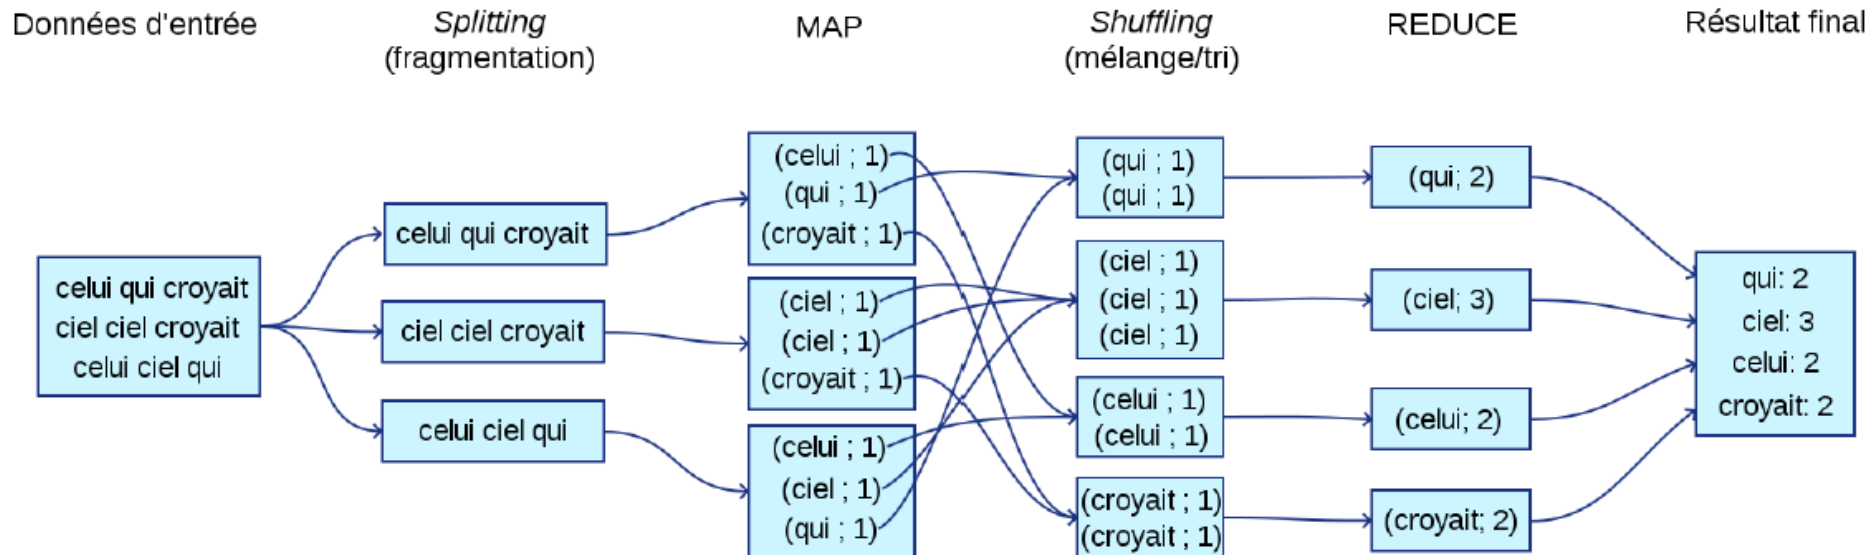 Données d'entrée
Splitting
(fragmentation)
MAP
Shuffling
(mélange/tri)
REDUCE
Résultat final
celui qui croyait
ciel ciel croyait
celui ciel qui
celui qui croyait
ciel ciel croyait
celui ciel qui
(celui ; 1)
(qui ; 1)
(croyait ; 1)
(ciel ; 1)
(ciel ; 1)
(croyait ; 1)
(celui ; 1)
(ciel ; 1)
(qui ; 1)
(qui ; 1)
(qui ; 1)
(ciel ; 1)
(ciel ; 1)
(ciel ; 1)
(celui ; 1)
(celui ; 1)
(croyait ; 1)
(croyait ; 1)
(qui; 2)
(ciel; 3)
(celui; 2)
(croyait; 2)
qui: 2
ciel: 3
celui: 2
croyait: 2